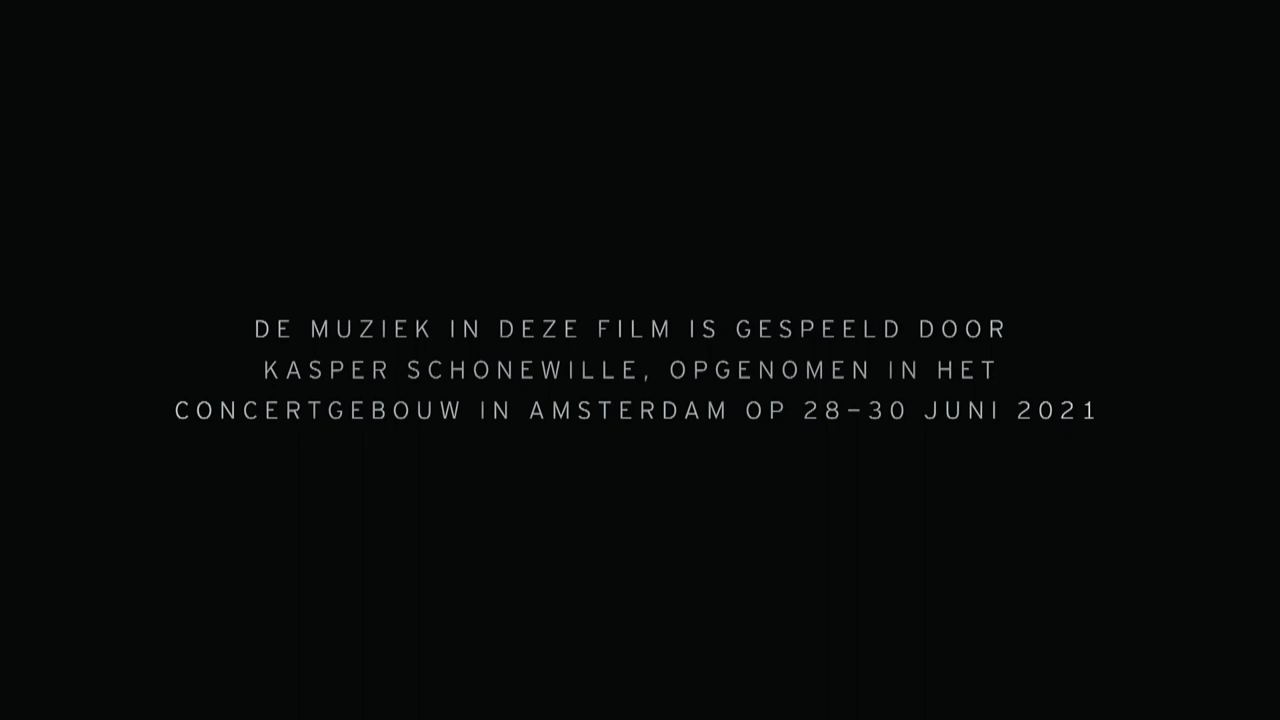 DE MUZIEK IN DEZE FILM IS GESPEELD DOOR
KASPER SCHONEWILLE, OPGENOMEN IN HET
CONCERTGEBOUW IN AMSTERDAM OP 28–30 JUNI 2021